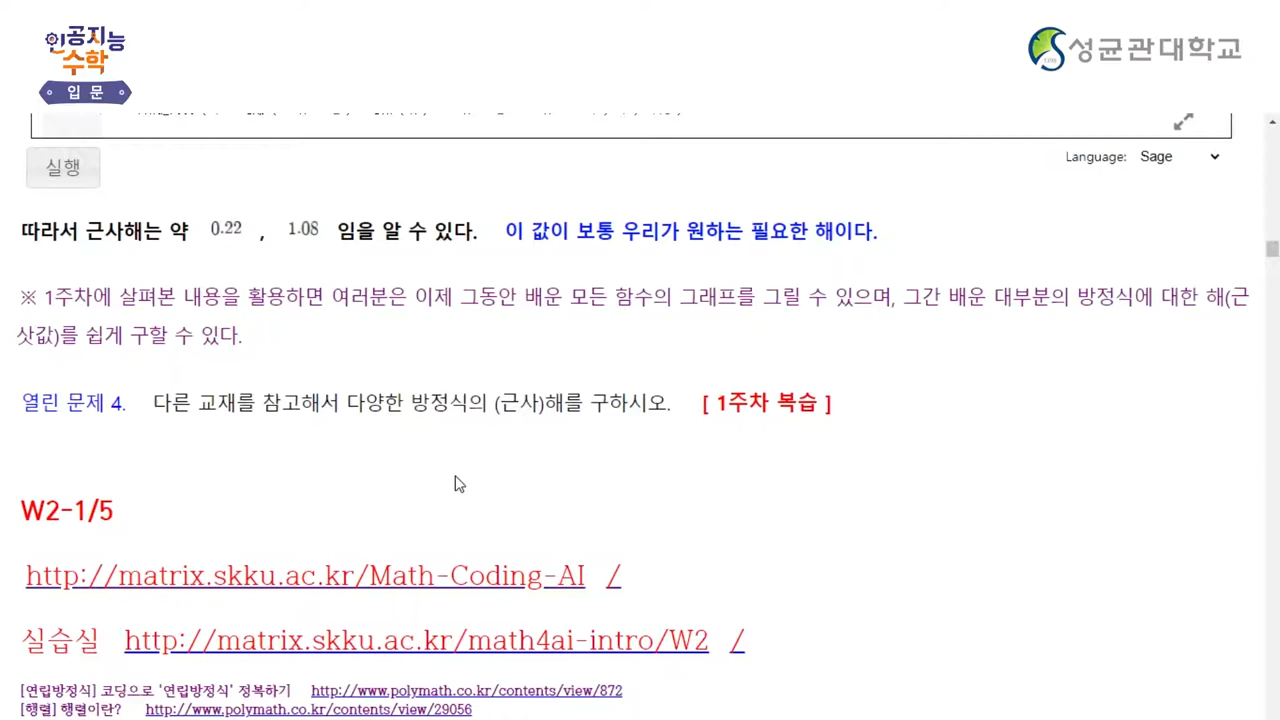 인공지능
수학
입 문
성균관대학교
실행
Language: Sage
따라서 근사해는 약 0.22 , 1.08 임을 알 수 있다. 이 값이 보통 우리가 원하는 필요한 해이다.
※ 1주차에 살펴본 내용을 활용하면 여러분은 이제 그동안 배운 모든 함수의 그래프를 그릴 수 있으며, 그간 배운 대부분의 방정식에 대한 해(근
삿값)를 쉽게 구할 수 있다.
열린 문제 4. 다른 교재를 참고해서 다양한 방정식의 (근사)해를 구하시오. [ 1주차 복습 ]
W2-1/5
http://matrix.skku.ac.kr/Math-Coding-AI /
실습실 http://matrix.skku.ac.kr/math4ai-intro/W2 /
[연립방정식] 코딩으로 '연립방정식' 정복하기 http://www.polymath.co.kr/contents/view/872
[행렬] 행렬이란? http://www.polymath.co.kr/contents/view/29056